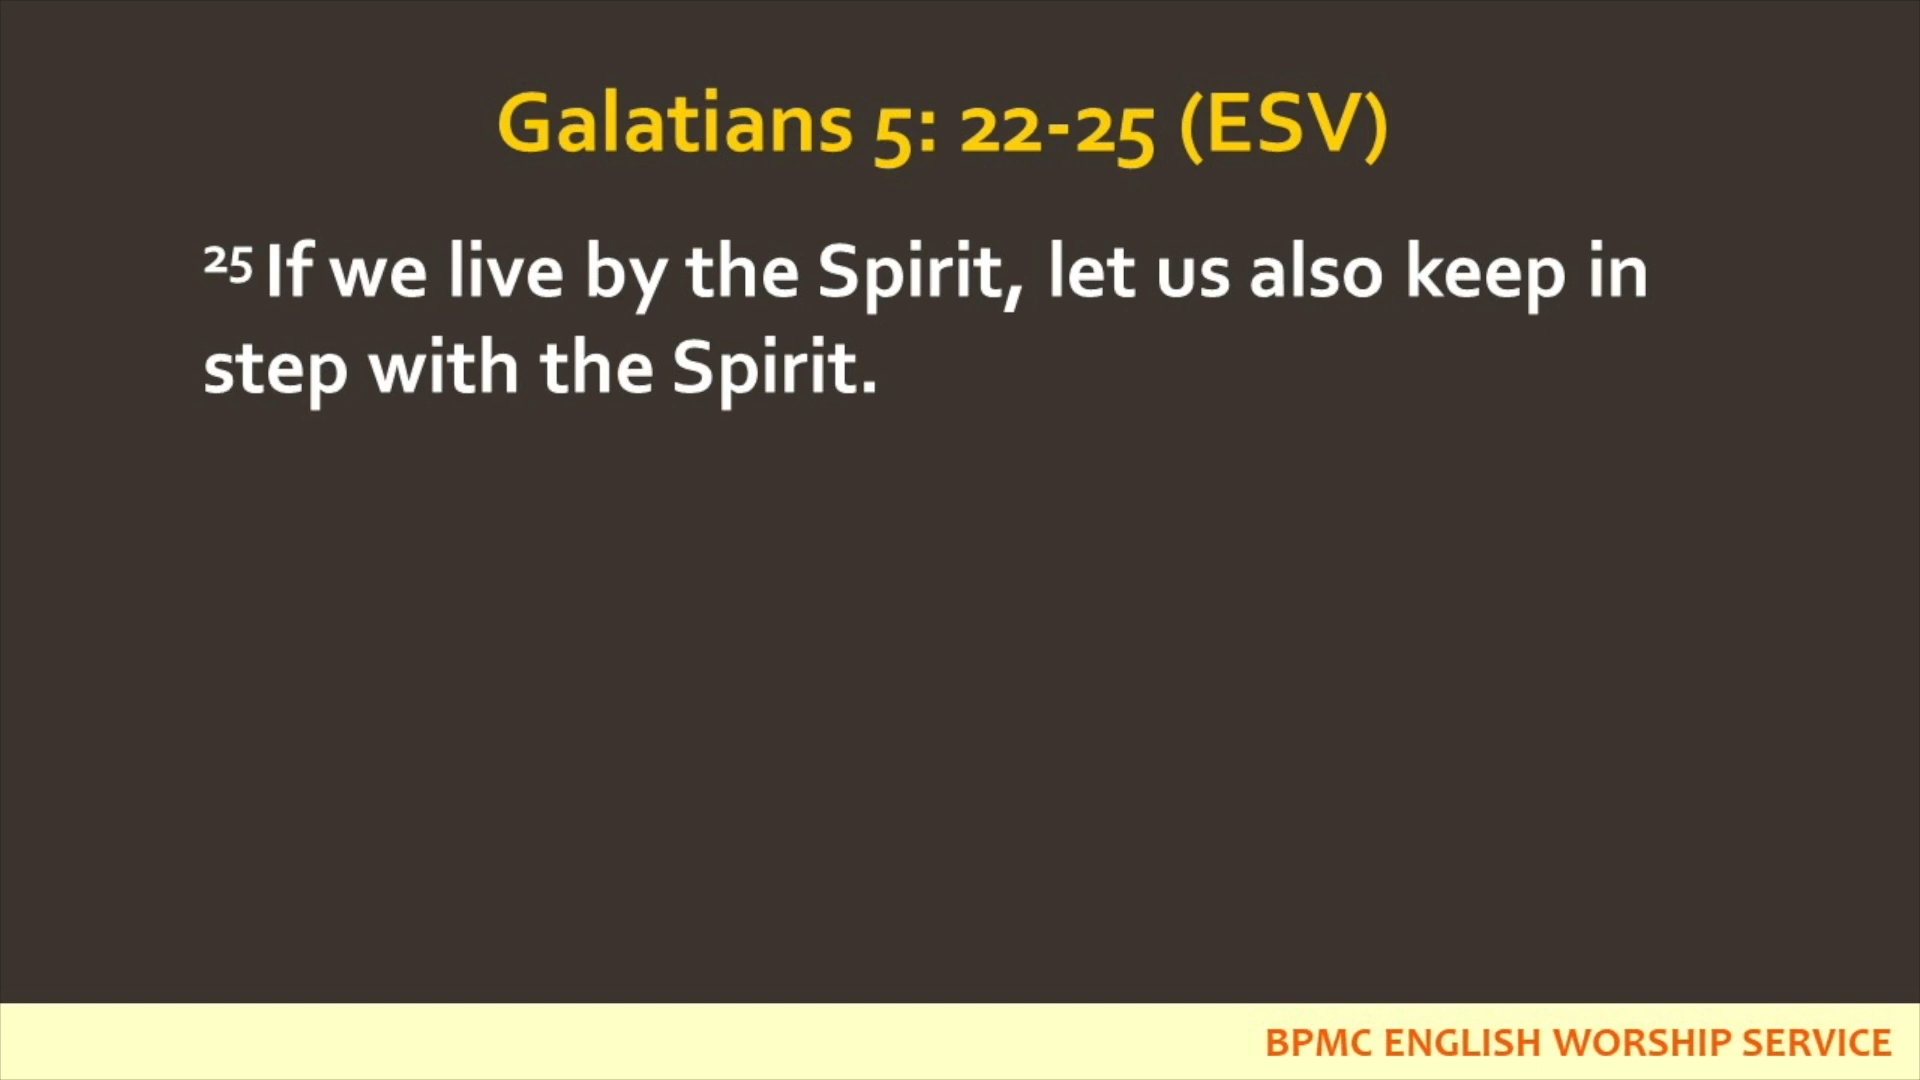 Galatians 5: 22-25 (ESV)
25 If we live by the Spirit, let us also keep in
step with the Spirit.
BPMC ENGLISH WORSHIP SERVICE